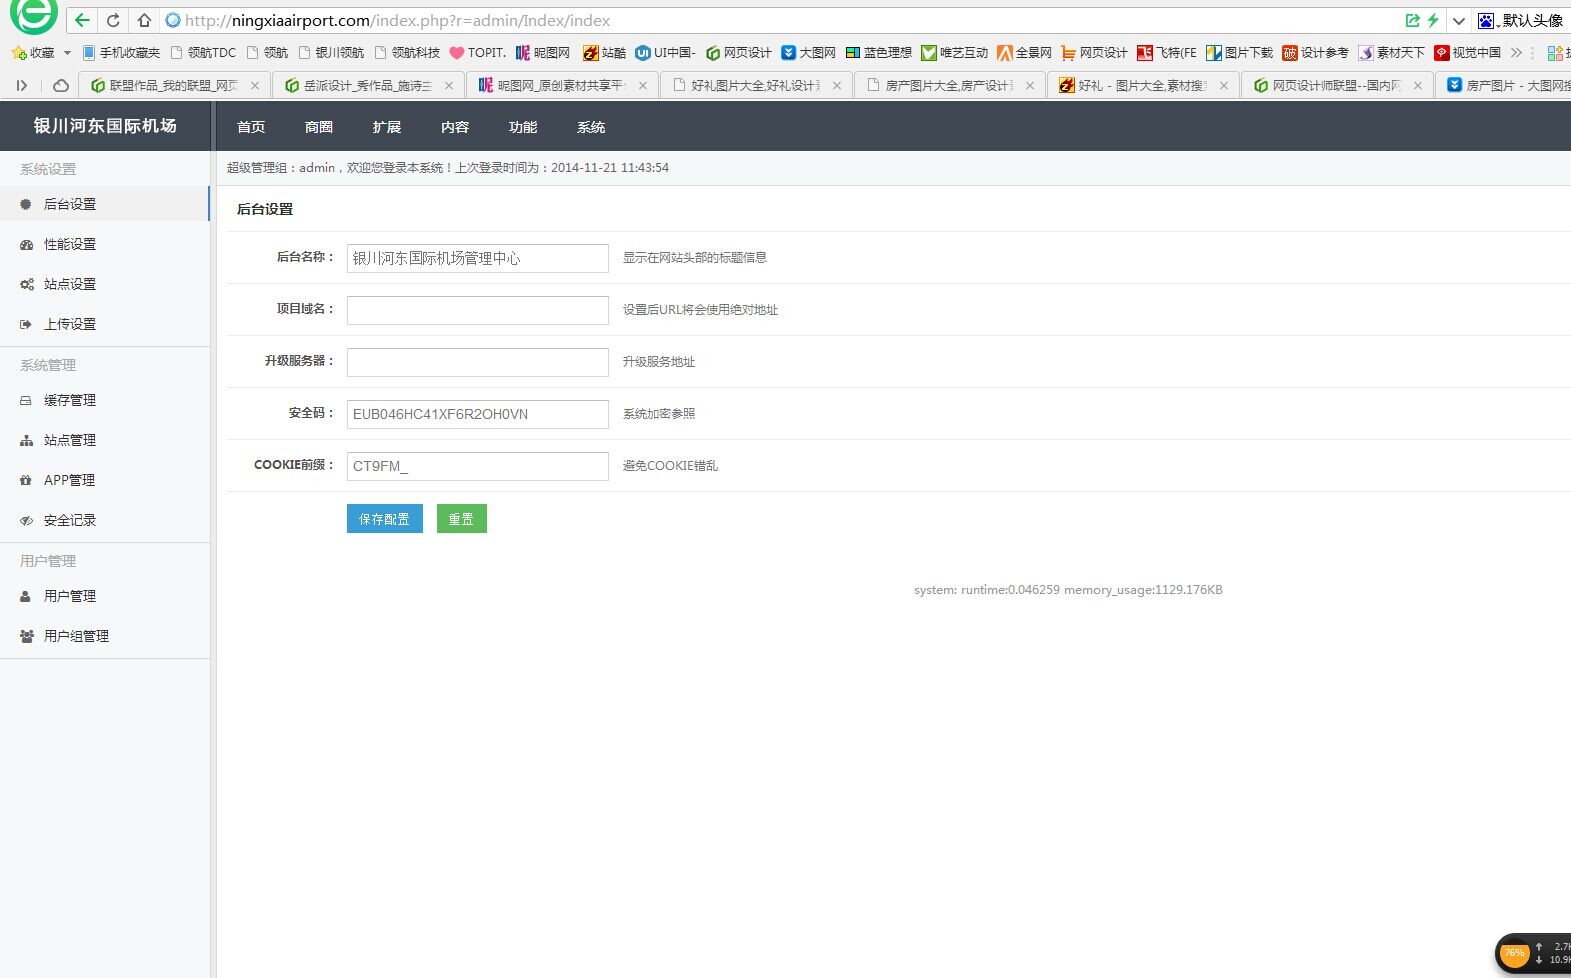 http://ningxiaairport.com/index.php?r=admin/Index/index 默认头像
收藏 手机收藏夹 领航TDC 领航 银川领航 领航科技 TOPIT. 昵图网 站酷 UI中国- 网页设计 大图网 蓝色理想 唯艺互动 全景网 网页设计 飞特(FE 图片下载 设计参考 素材天下 视觉中国
联盟作品_我的联盟_网页 岳派设计_秀作品_施诗主 昵图网_原创素材共享平台 好礼图片大全,好礼设计素 房产图片大全,房产设计素 好礼 - 图片大全,素材搜 网页设计师联盟--国内网 房产图片 - 大图网搜
银川河东国际机场 首页 商圈 扩展 内容 功能 系统
超级管理组：admin，欢迎您登录本系统！上次登录时间为：2014-11-21 11:43:54
系统设置
后台设置
性能设置
站点设置
上传设置
系统管理
缓存管理
站点管理
APP管理
安全记录
用户管理
用户管理
用户组管理
后台设置
后台名称： 银川河东国际机场管理中心 显示在网站头部的标题信息
项目域名： 设置后URL将会使用绝对地址
升级服务器： 升级服务地址
安全码： EUB046HC41XF6R2OH0VN 系统加密参照
COOKIE前缀： CT9FM_ 避免COOKIE错乱
保存配置 重置
system: runtime:0.046259 memory_usage:1129.176KB
76% 2.7K
10.9K